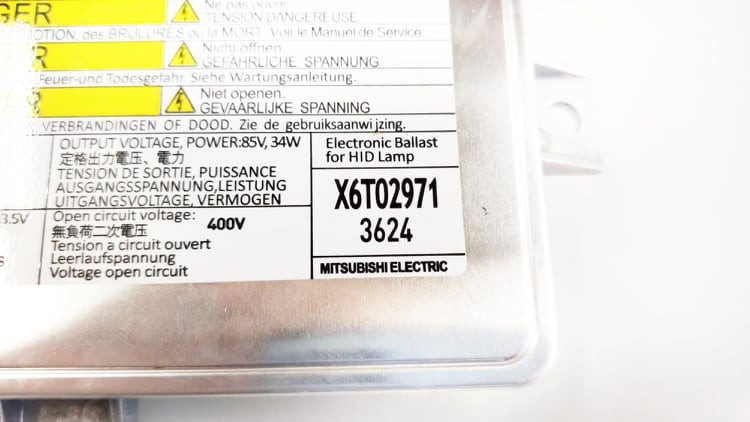 GER
Ne pas ouvrir.
TENSION DANGEREUSE
MOTION, des BRULURES ou la MORT. Voir le Manuel de Service.
R
Nicht öffnen.
GEFÄHRLICHE SPANNUNG
Feuer-und Todesgefahr. Siehe Wartungsanleitung.
Niet openen.
GEVAARLIJKE SPANNING
VERBRANDINGEN OF DOOD. Zie de gebruiksaanwijzing.
OUTPUT VOLTAGE, POWER:85V, 34W
定格出力電圧、電力
TENSION DE SORTIE, PUISSANCE
AUSGANGSSPANNUNG,LEISTUNG
UITGANGSVOLTAGE, VERMOGEN
3.5V
Open circuit voltage:
400V
無負荷二次電圧
Tension a circuit ouvert
Leerlaufspannung
Voltage open circuit
Electronic Ballast
for HID Lamp
X6T02971
3624
MITSUBISHI ELECTRIC